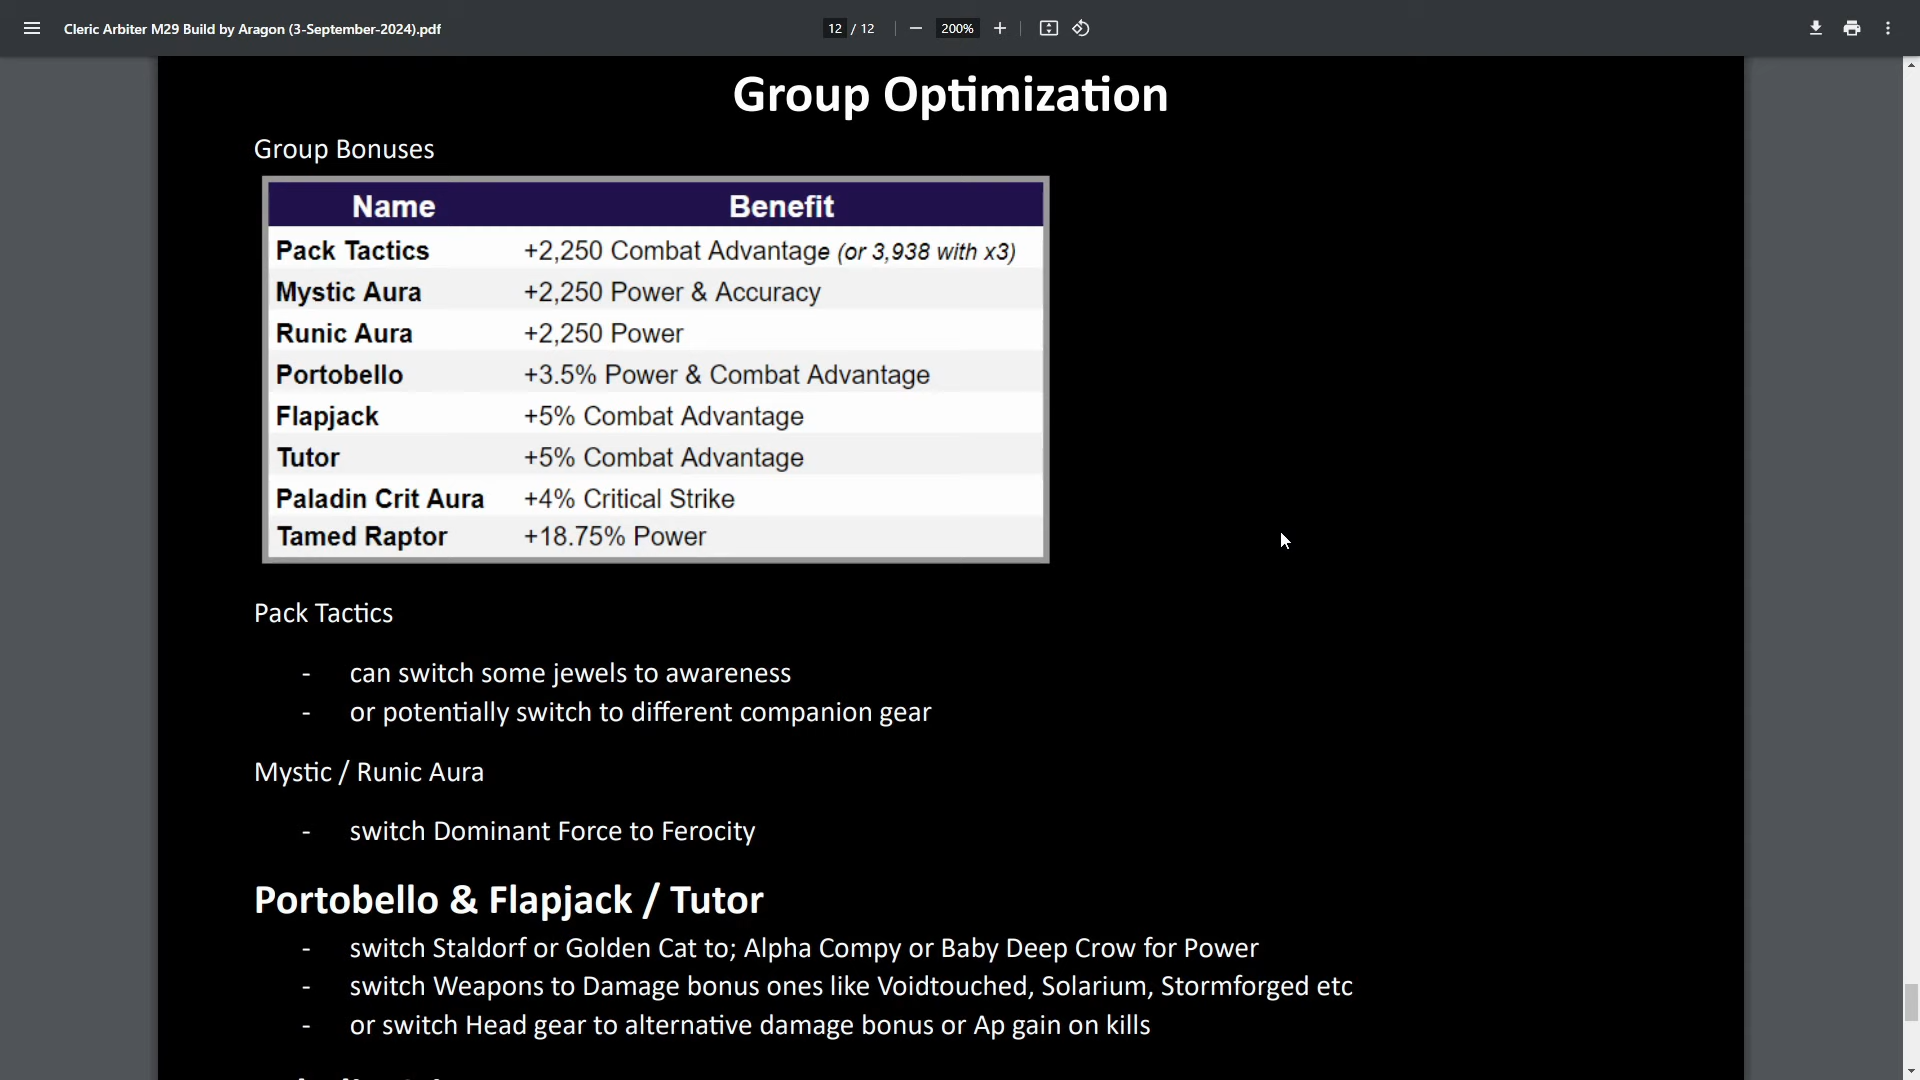 Cleric Arbiter M29 Build by Aragon (3-September-2024).pdf
12 / 12
200%
Group Optimization
Group Bonuses
Name Benefit
Pack Tactics +2,250 Combat Advantage (or 3,938 with x3)
Mystic Aura +2,250 Power & Accuracy
Runic Aura +2,250 Power
Portobello +3.5% Power & Combat Advantage
Flapjack +5% Combat Advantage
Tutor +5% Combat Advantage
Paladin Crit Aura +4% Critical Strike
Tamed Raptor +18.75% Power
Pack Tactics
- can switch some jewels to awareness
- or potentially switch to different companion gear
Mystic / Runic Aura
- switch Dominant Force to Ferocity
Portobello & Flapjack / Tutor
- switch Staldorf or Golden Cat to; Alpha Compy or Baby Deep Crow for Power
- switch Weapons to Damage bonus ones like Voidtouched, Solarium, Stormforged etc
- or switch Head gear to alternative damage bonus or Ap gain on kills